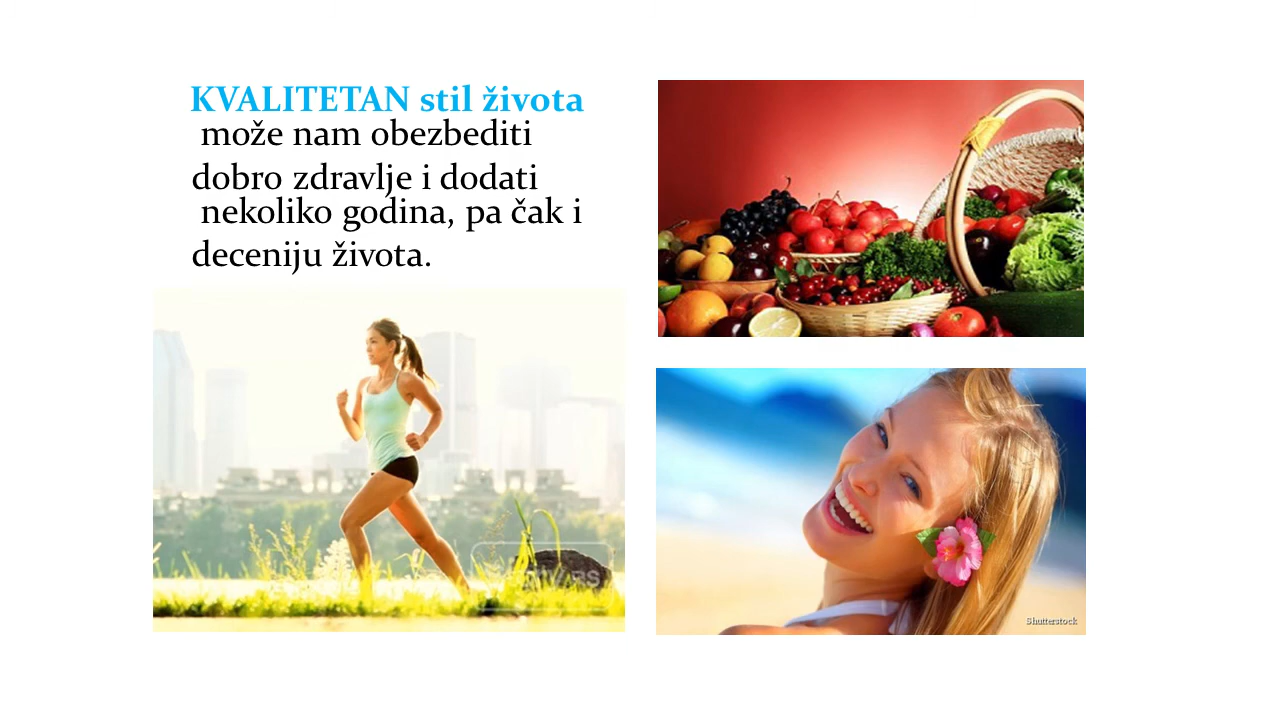 KVALITETAN stil života
može nam obezbediti
dobro zdravlje i dodati
nekoliko godina, pa čak i
deceniju života.
Shutterstock